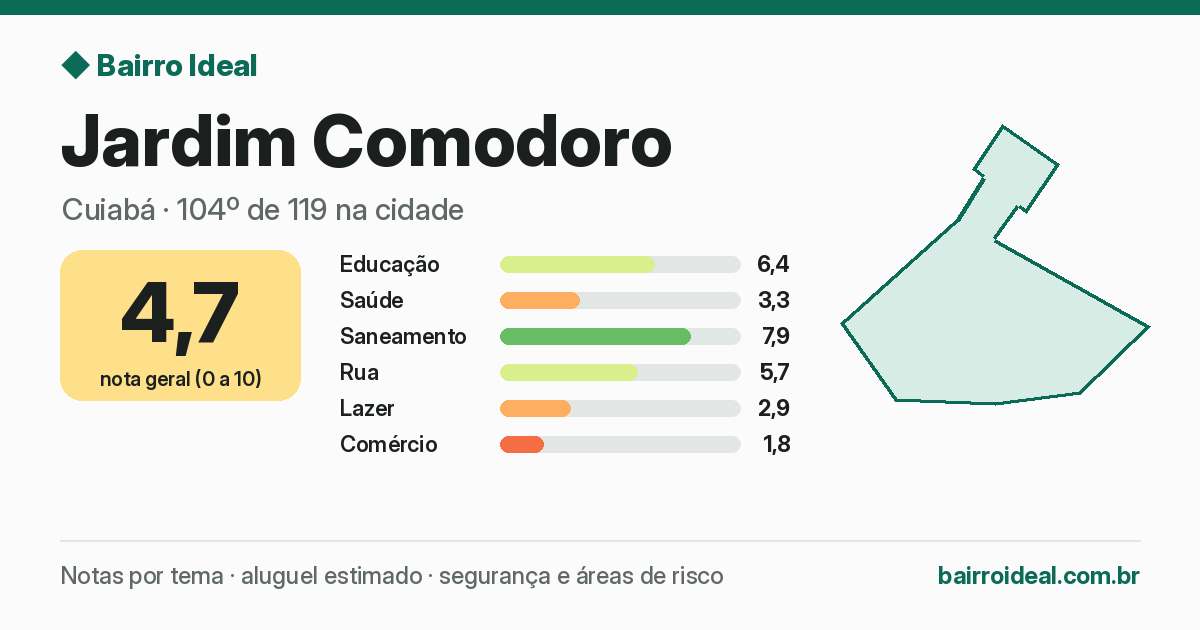 Bairro Ideal
Jardim Comodoro
Cuiabá · 104º de 119 na cidade
4,7
nota geral (0 a 10)
Educação 6,4
Saúde 3,3
Saneamento 7,9
Rua 5,7
Lazer 2,9
Comércio 1,8
Notas por tema · aluguel estimado · segurança e áreas de risco
bairroideal.com.br